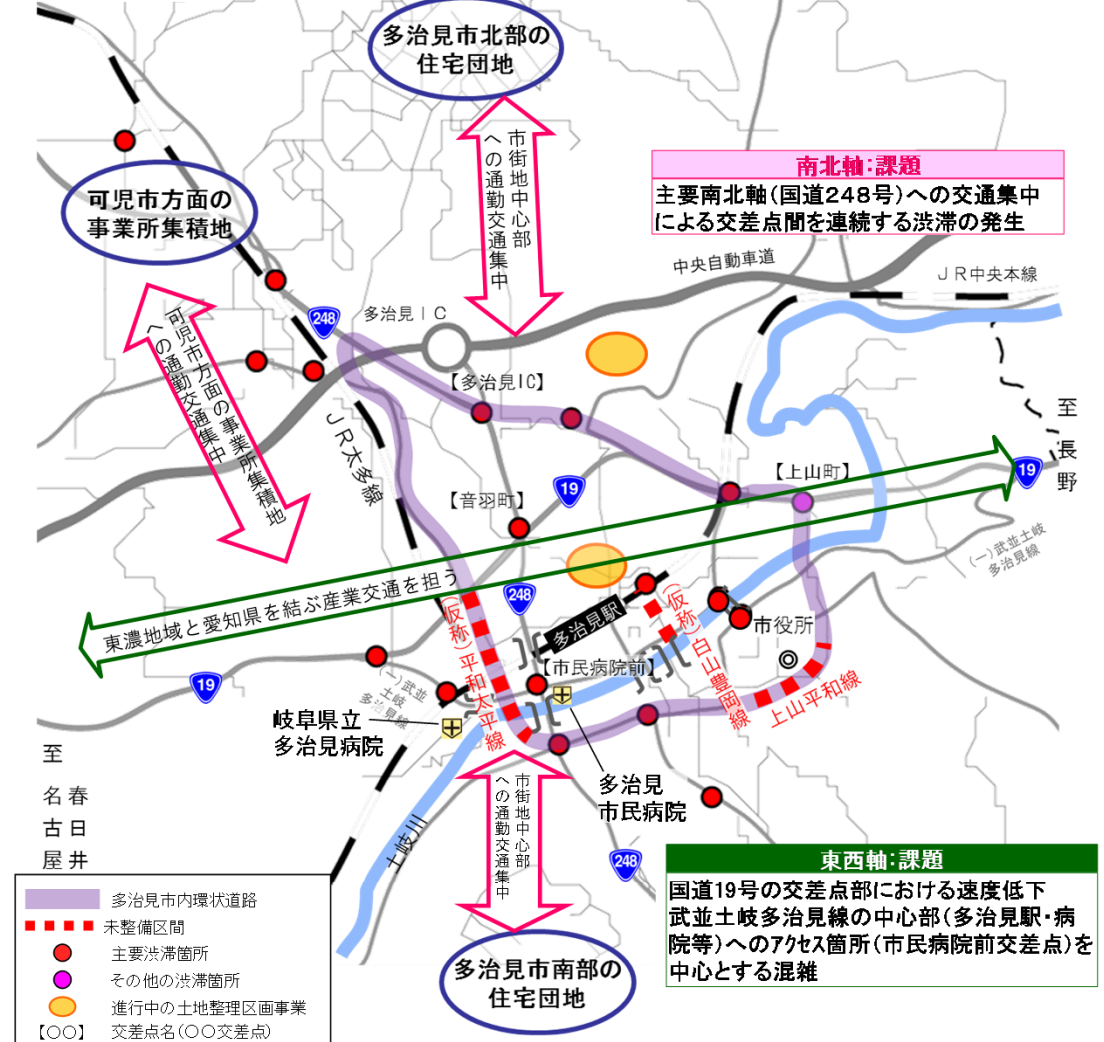 多治見市北部の
住宅団地
市街地中心部
への通勤交通集中
可児市方面の
事業所集積地
南北軸:課題
主要南北軸(国道248号)への交通集中
による交差点間を連続する渋滞の発生
中央自動車道
JR中央本線
248
多治見IC
可児市方面の事業所集積地
への通勤交通集中
【多治見IC】
JR太多線
至
長
野
【上山町】
19
【音羽町】
19
(一)武並土岐
多治見線
東濃地域と愛知県を結ぶ産業交通を担う
248
多治見駅
(仮称)白山豊岡線
市役所
(仮称)平和太平線
【市民病院前】
上山平和線
19
(一)武並
土岐
多治見線
岐阜県立
多治見病院
多治見
市民病院
至
名 春
古 日
屋 井
土岐川
市街地中心部
への通勤交通集中
248
東西軸:課題
国道19号の交差点部における速度低下
武並土岐多治見線の中心部(多治見駅・病
院等)へのアクセス箇所(市民病院前交差点)を
中心とする混雑
多治見市南部の
住宅団地
多治見市内環状道路
未整備区間
主要渋滞箇所
その他の渋滞箇所
進行中の土地整理区画事業
【○○】 交差点名(○○交差点)